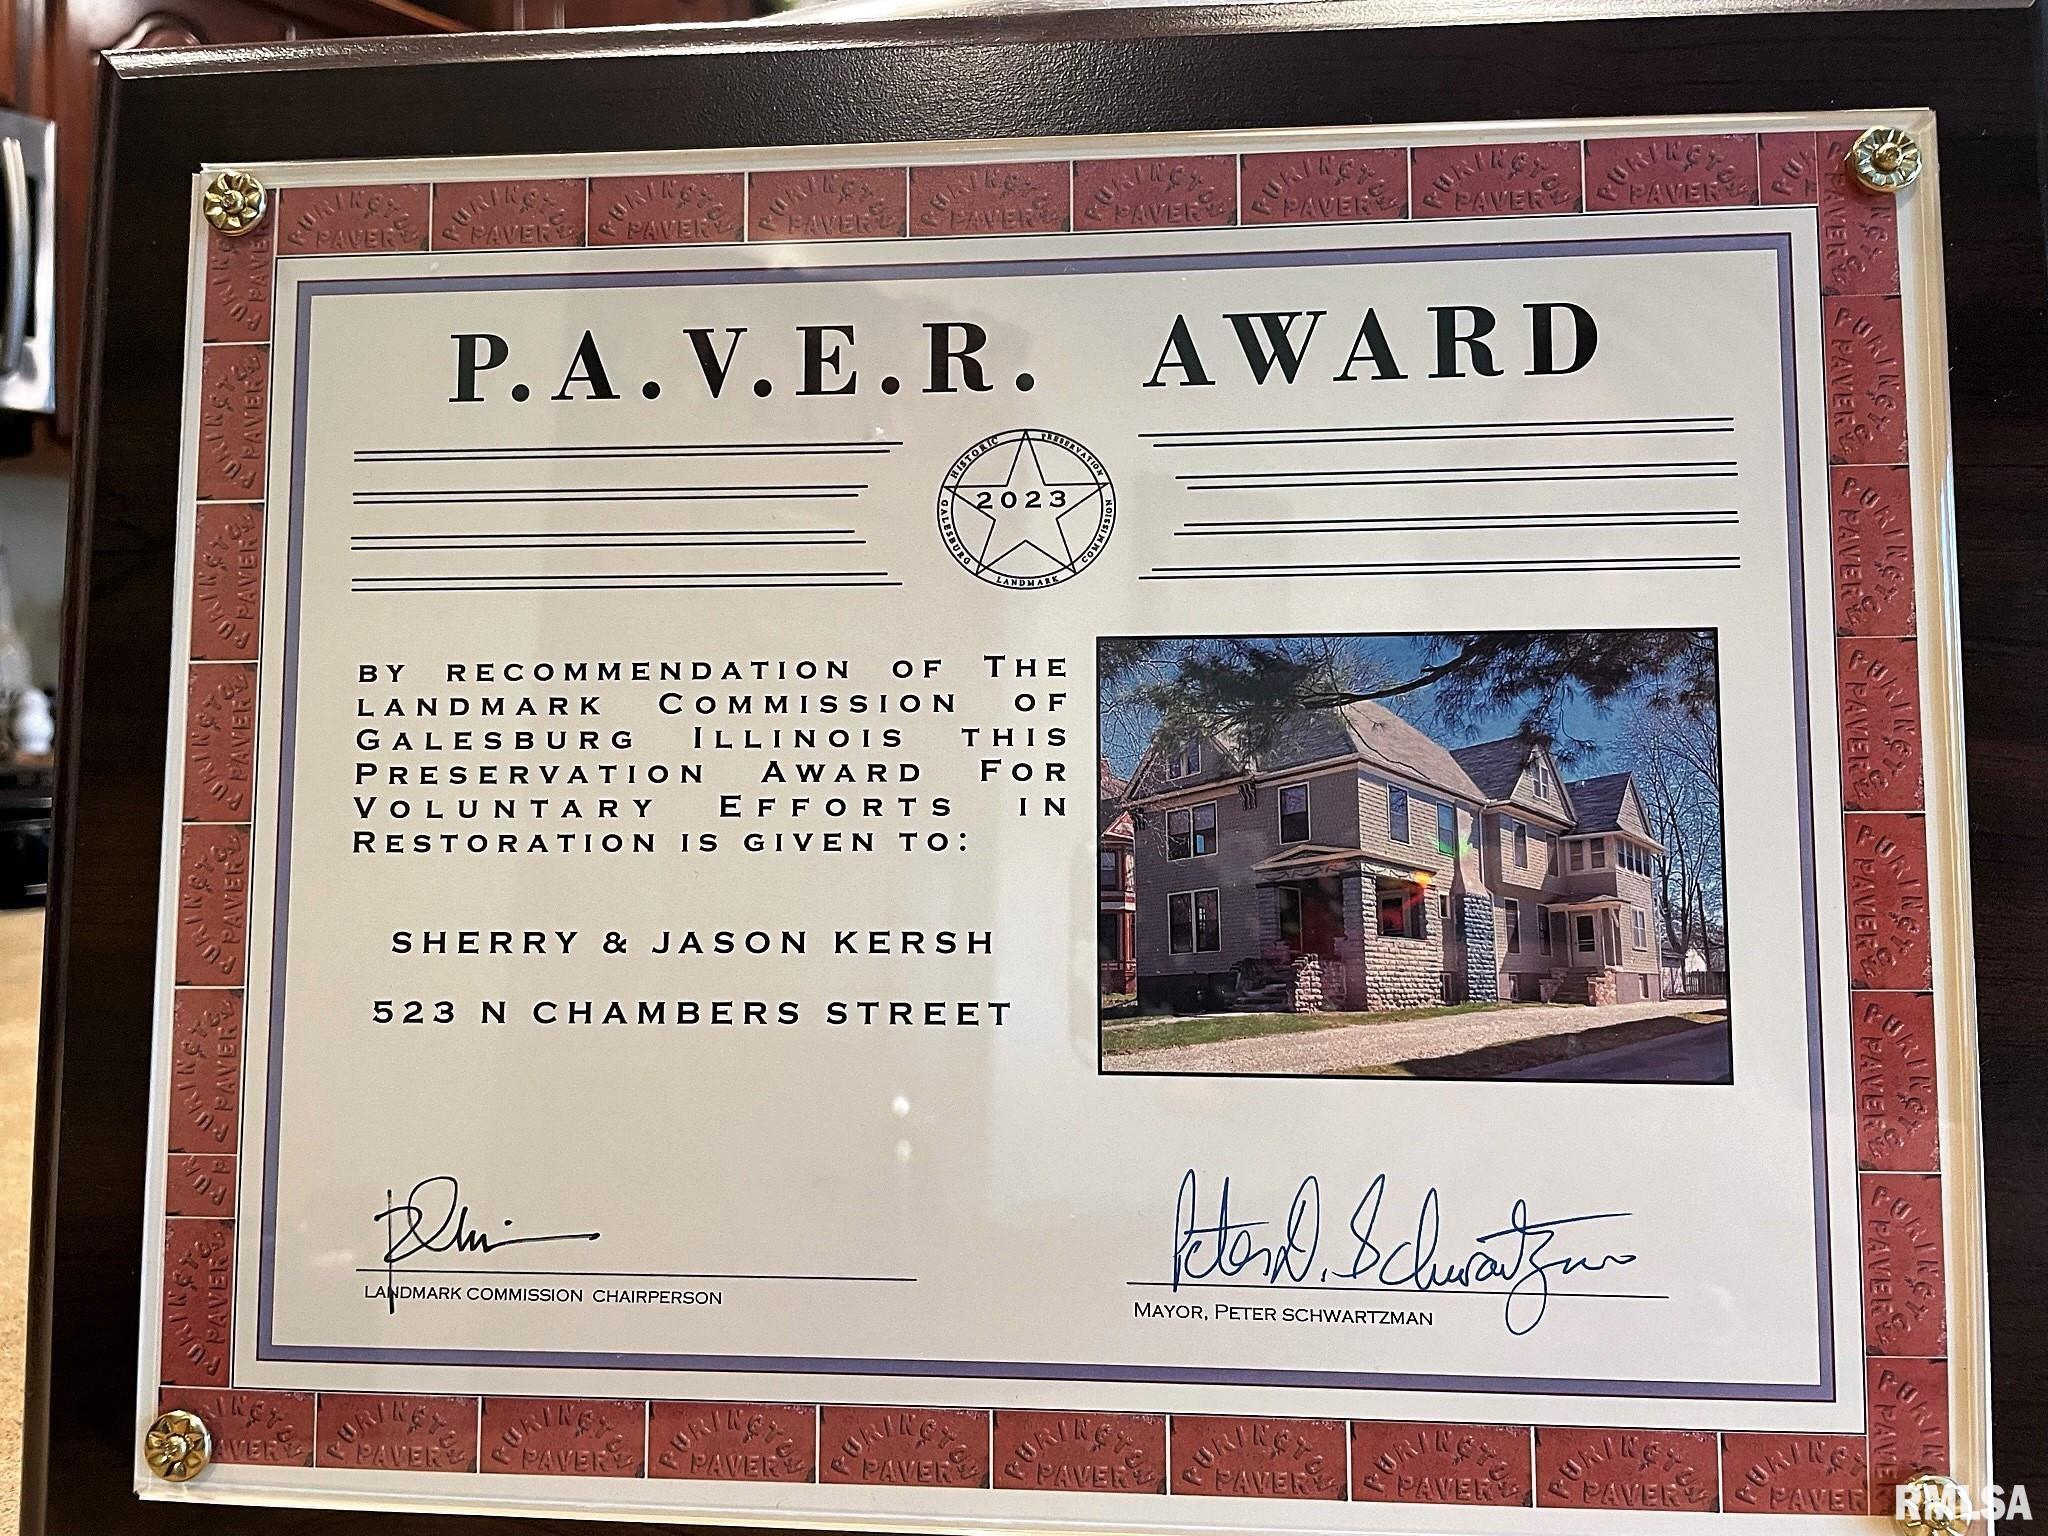 P.A.V.E.R. AWARD
HISTORIC PRESERVATION
2023
GALESBURG LANDMARK COMMISSION
BY RECOMMENDATION OF THE
LANDMARK COMMISSION OF
GALESBURG ILLINOIS THIS
PRESERVATION AWARD FOR
VOLUNTARY EFFORTS IN
RESTORATION IS GIVEN TO:
SHERRY & JASON KERSH
523 N CHAMBERS STREET
Peter D. Schwartzman
LANDMARK COMMISSION CHAIRPERSON
MAYOR, PETER SCHWARTZMAN
PURINGTON PAVER
RMLSA